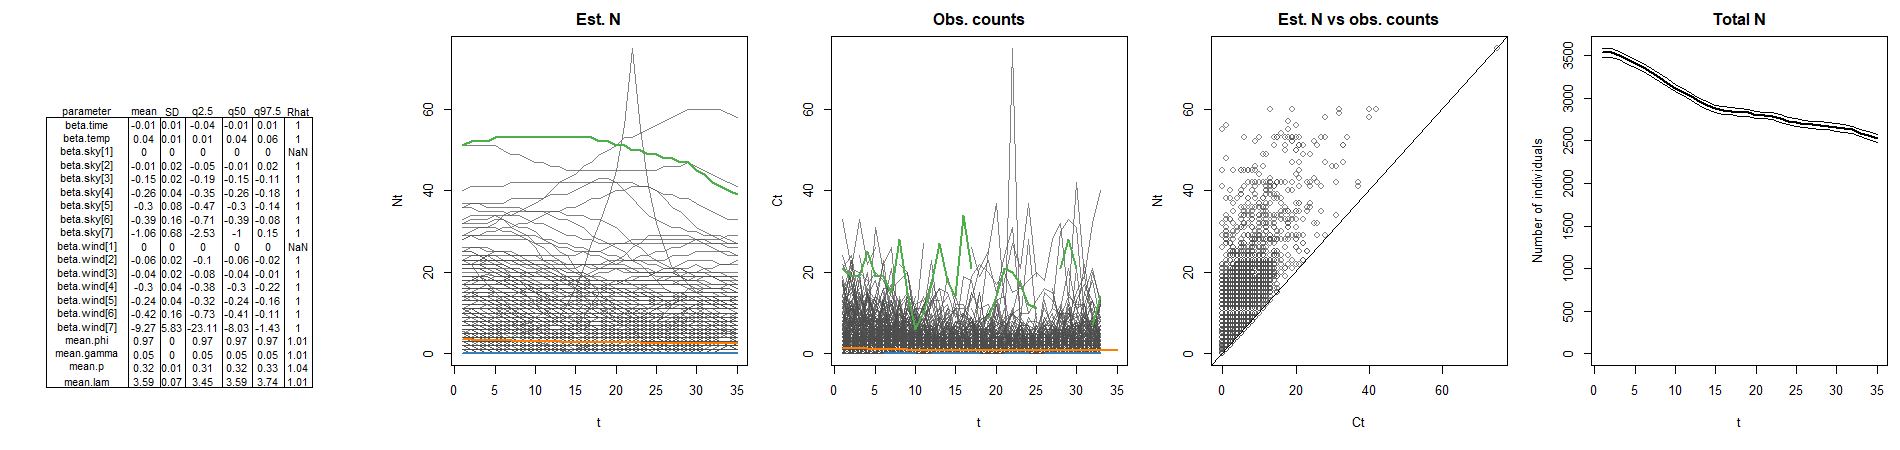 parameter mean SD q2.5 q50 q97.5 Rhat
beta.time -0.01 0.01 -0.04 -0.01 0.01 1
beta.temp 0.04 0.01 0.01 0.04 0.06 1
beta.sky[1] 0 0 0 0 0 NaN
beta.sky[2] -0.01 0.02 -0.05 -0.01 0.02 1
beta.sky[3] -0.15 0.02 -0.19 -0.15 -0.11 1
beta.sky[4] -0.26 0.04 -0.35 -0.26 -0.18 1
beta.sky[5] -0.3 0.08 -0.47 -0.3 -0.14 1
beta.sky[6] -0.39 0.16 -0.71 -0.39 -0.08 1
beta.sky[7] -1.06 0.68 -2.53 -1 0.15 1
beta.wind[1] 0 0 0 0 0 NaN
beta.wind[2] -0.06 0.02 -0.1 -0.06 -0.02 1
beta.wind[3] -0.04 0.02 -0.08 -0.04 -0.01 1
beta.wind[4] -0.3 0.04 -0.38 -0.3 -0.22 1
beta.wind[5] -0.24 0.04 -0.32 -0.24 -0.16 1
beta.wind[6] -0.42 0.16 -0.73 -0.41 -0.11 1
beta.wind[7] -9.27 5.83 -23.11 -8.03 -1.43 1
mean.phi 0.97 0 0.97 0.97 0.97 1.01
mean.gamma 0.05 0 0.05 0.05 0.05 1.01
mean.p 0.32 0.01 0.31 0.32 0.33 1.04
mean.lam 3.59 0.07 3.45 3.59 3.74 1.01
Est. N
Nt
0 20 40 60
0 5 10 15 20 25 30 35
t
Obs. counts
Ct
0 20 40 60
0 5 10 15 20 25 30 35
t
Est. N vs obs. counts
Nt
0 20 40 60
0 20 40 60
Ct
Total N
Number of individuals
0 500 1000 1500 2000 2500 3000 3500
0 5 10 15 20 25 30 35
t